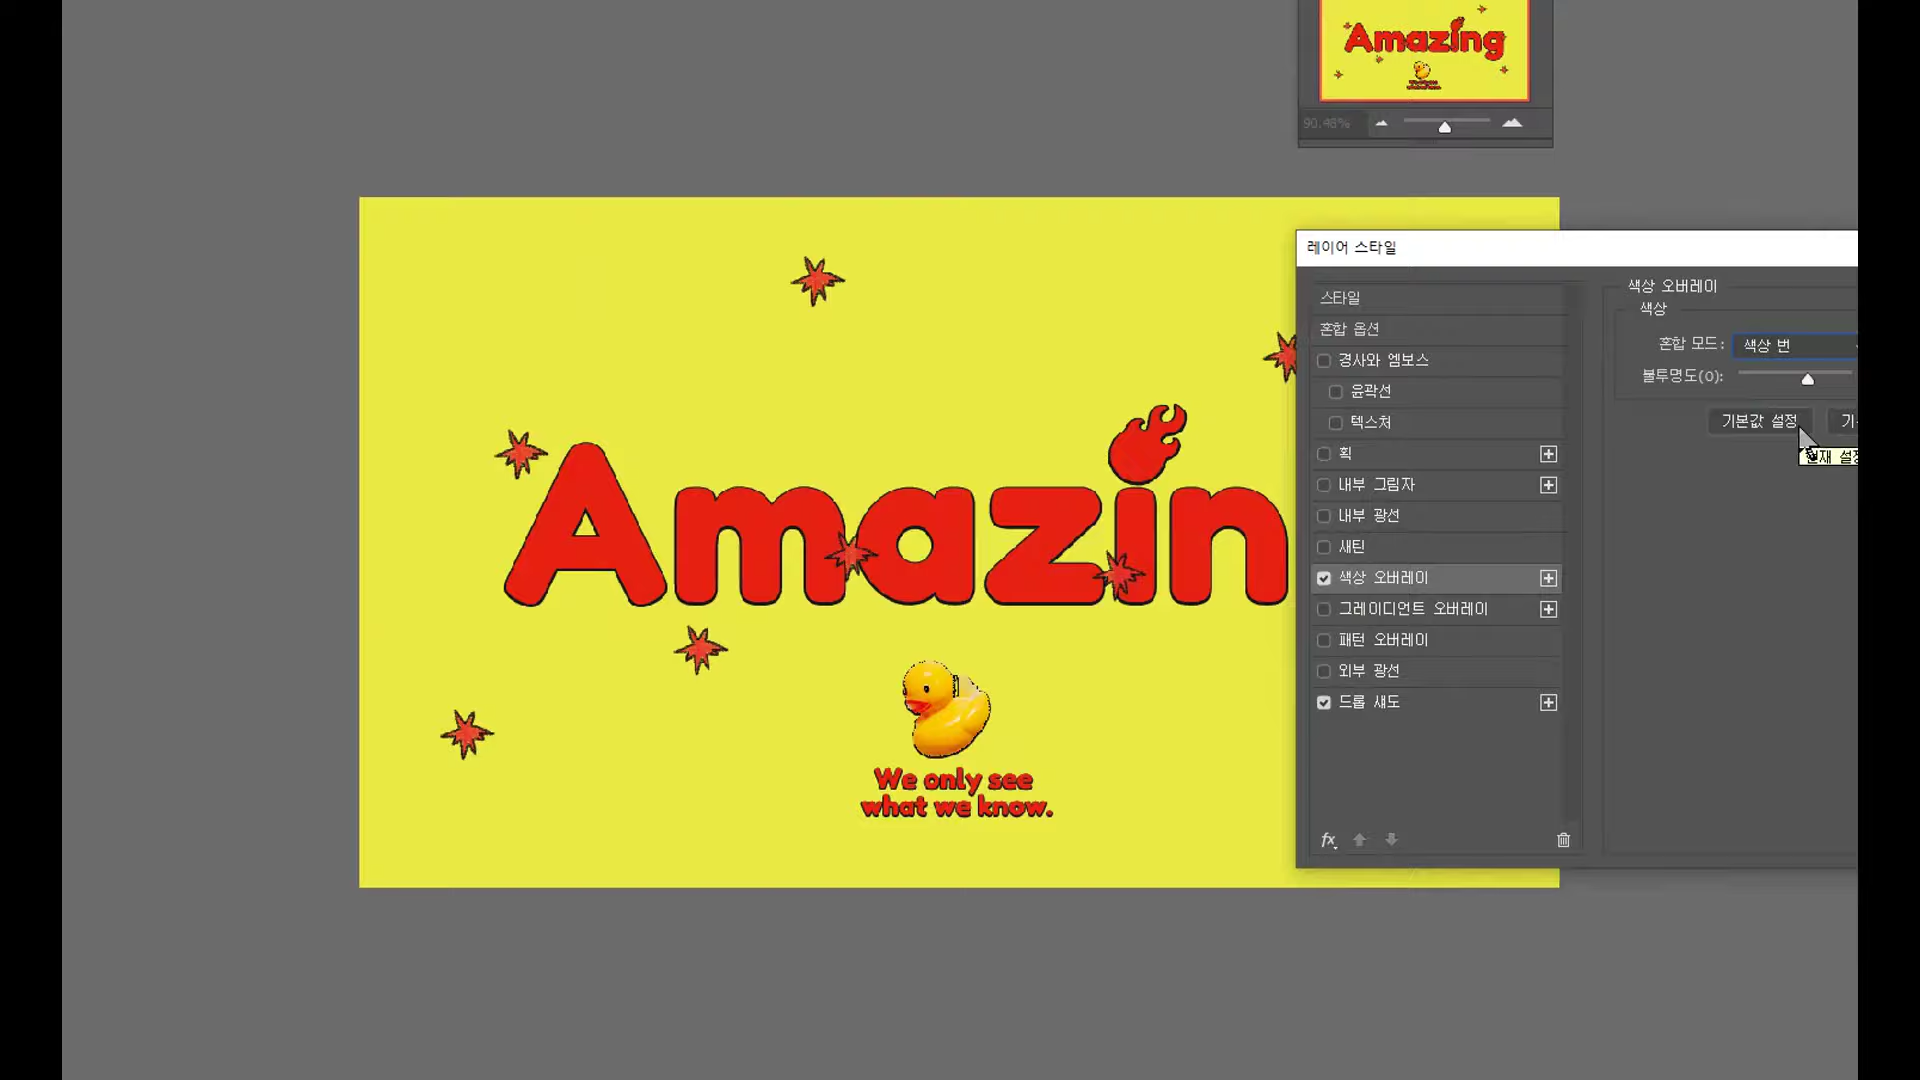 Amazing
90.48%
레이어 스타일
스타일
혼합 옵션
경사와 엠보스
윤곽선
텍스처
획
내부 그림자
내부 광선
새틴
색상 오버레이
그레이디언트 오버레이
패턴 오버레이
외부 광선
드롭 섀도
fx
색상 오버레이
색상
혼합 모드:
색상 번
불투명도(O):
기본값 설정
Amazin
We only see
what we know.